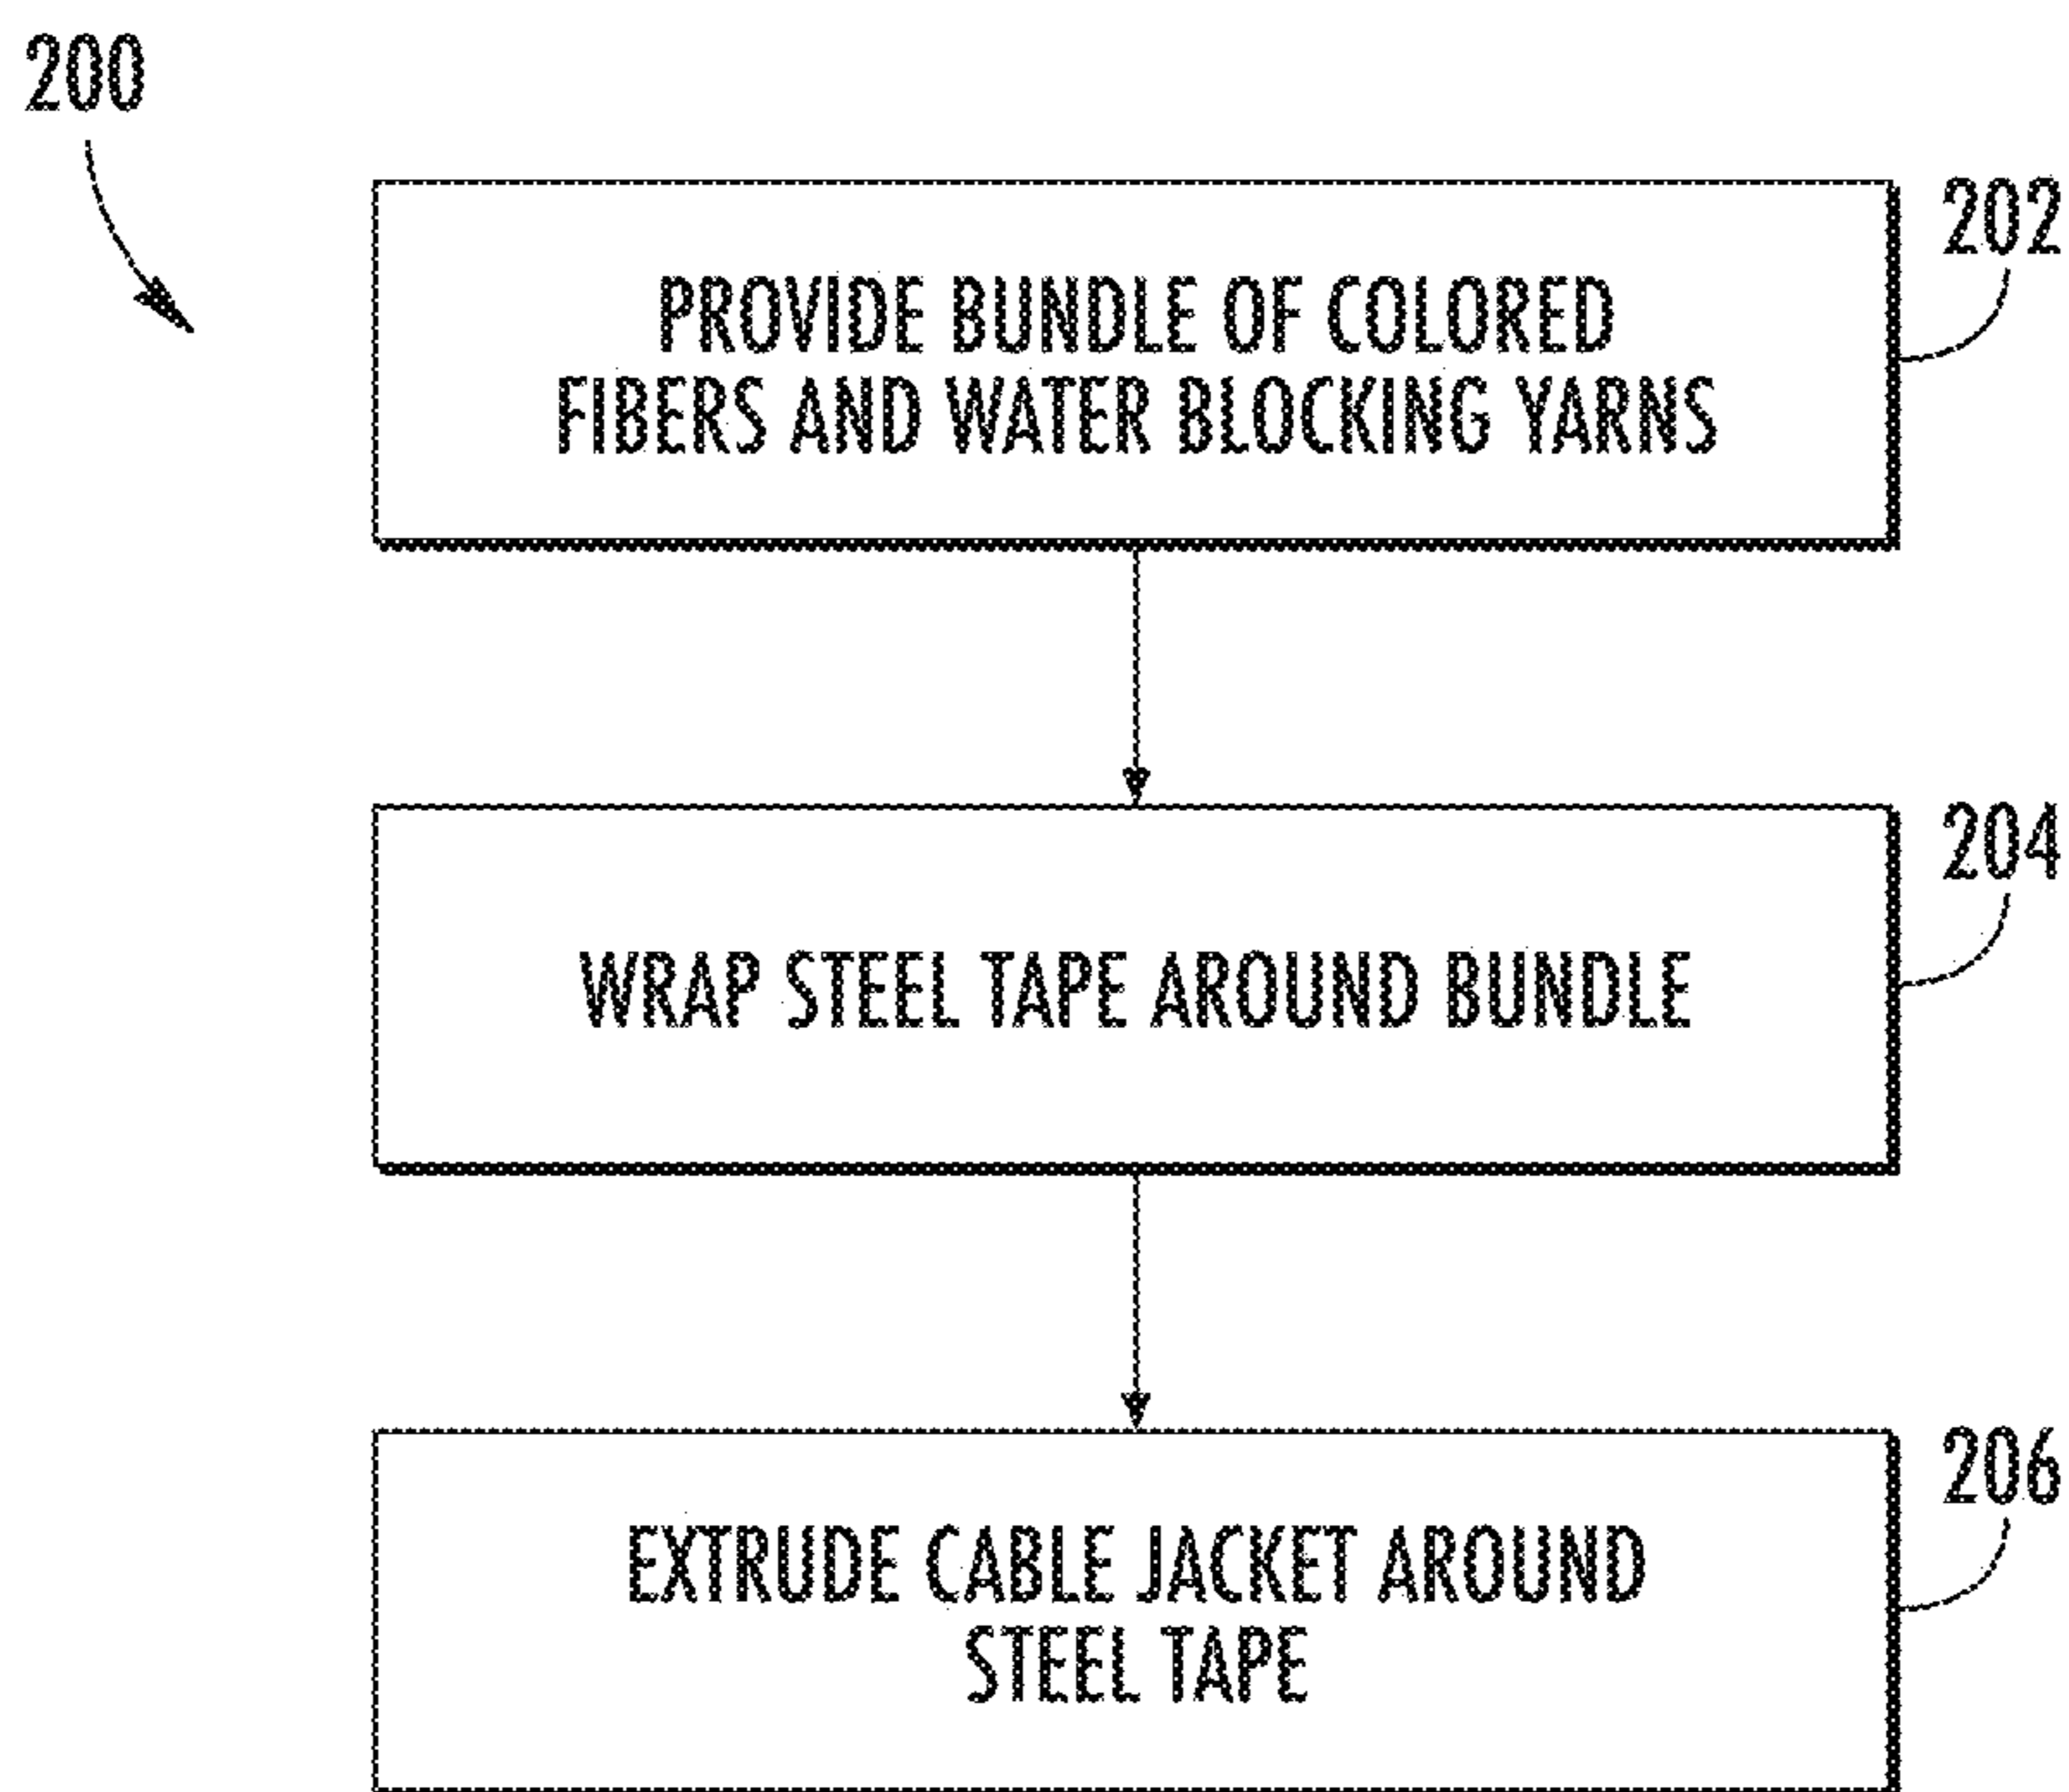 200
202
PROVIDE BUNDLE OF COLORED
FIBERS AND WATER BLOCKING YARNS
204
WRAP STEEL TAPE AROUND BUNDLE
206
EXTRUDE CABLE JACKET AROUND
STEEL TAPE